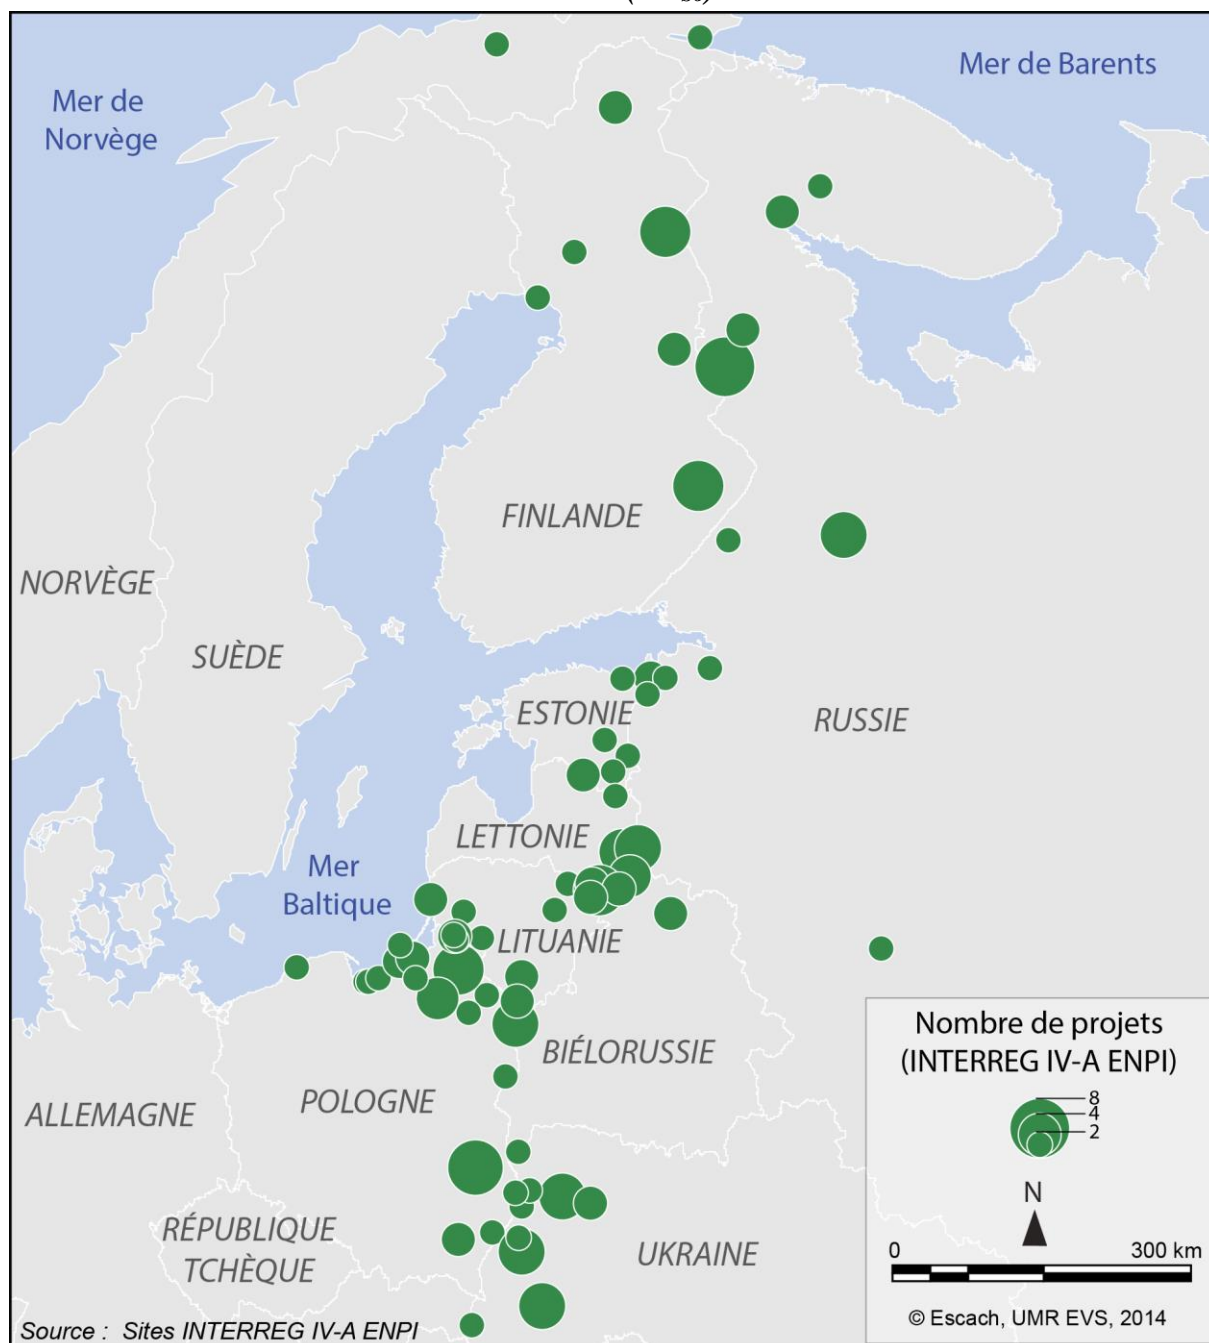 Mer de Barents
Mer de
Norvège
FINLANDE
NORVÈGE
SUÈDE
ESTONIE
RUSSIE
LETTONIE
Mer
Baltique
LITUANIE
BIÉLORUSSIE
POLOGNE
ALLEMAGNE
RÉPUBLIQUE
TCHÈQUE
UKRAINE
Nombre de projets
(INTERREG IV-A ENPI)
8
4
2
N
0 300 km
© Escach, UMR EVS, 2014
Source : Sites INTERREG IV-A ENPI